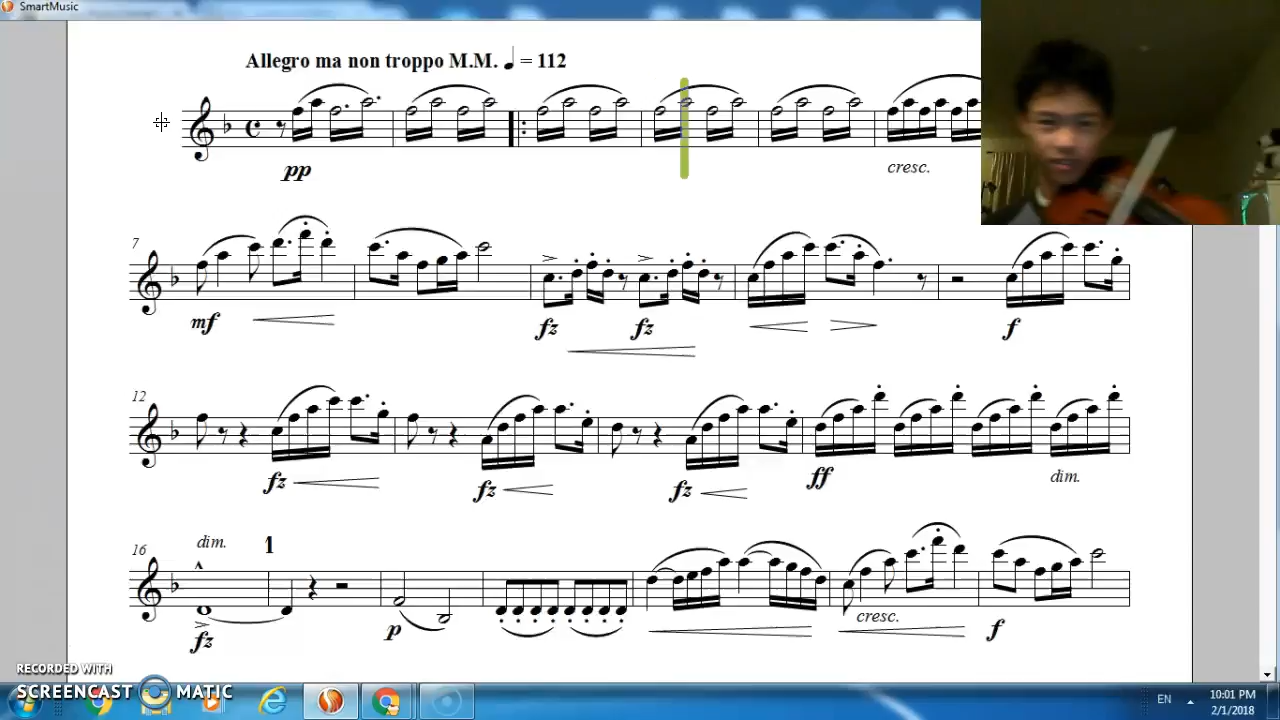 SmartMusic
Allegro ma non troppo M.M. ♩ = 112
pp
cresc.
7
mf
fz
fz
f
12
fz
fz
fz
ff
dim.
16
dim.
1
fz
p
cresc.
f
RECORDED WITH
SCREENCAST MATIC
EN
10:01 PM
2/1/2018